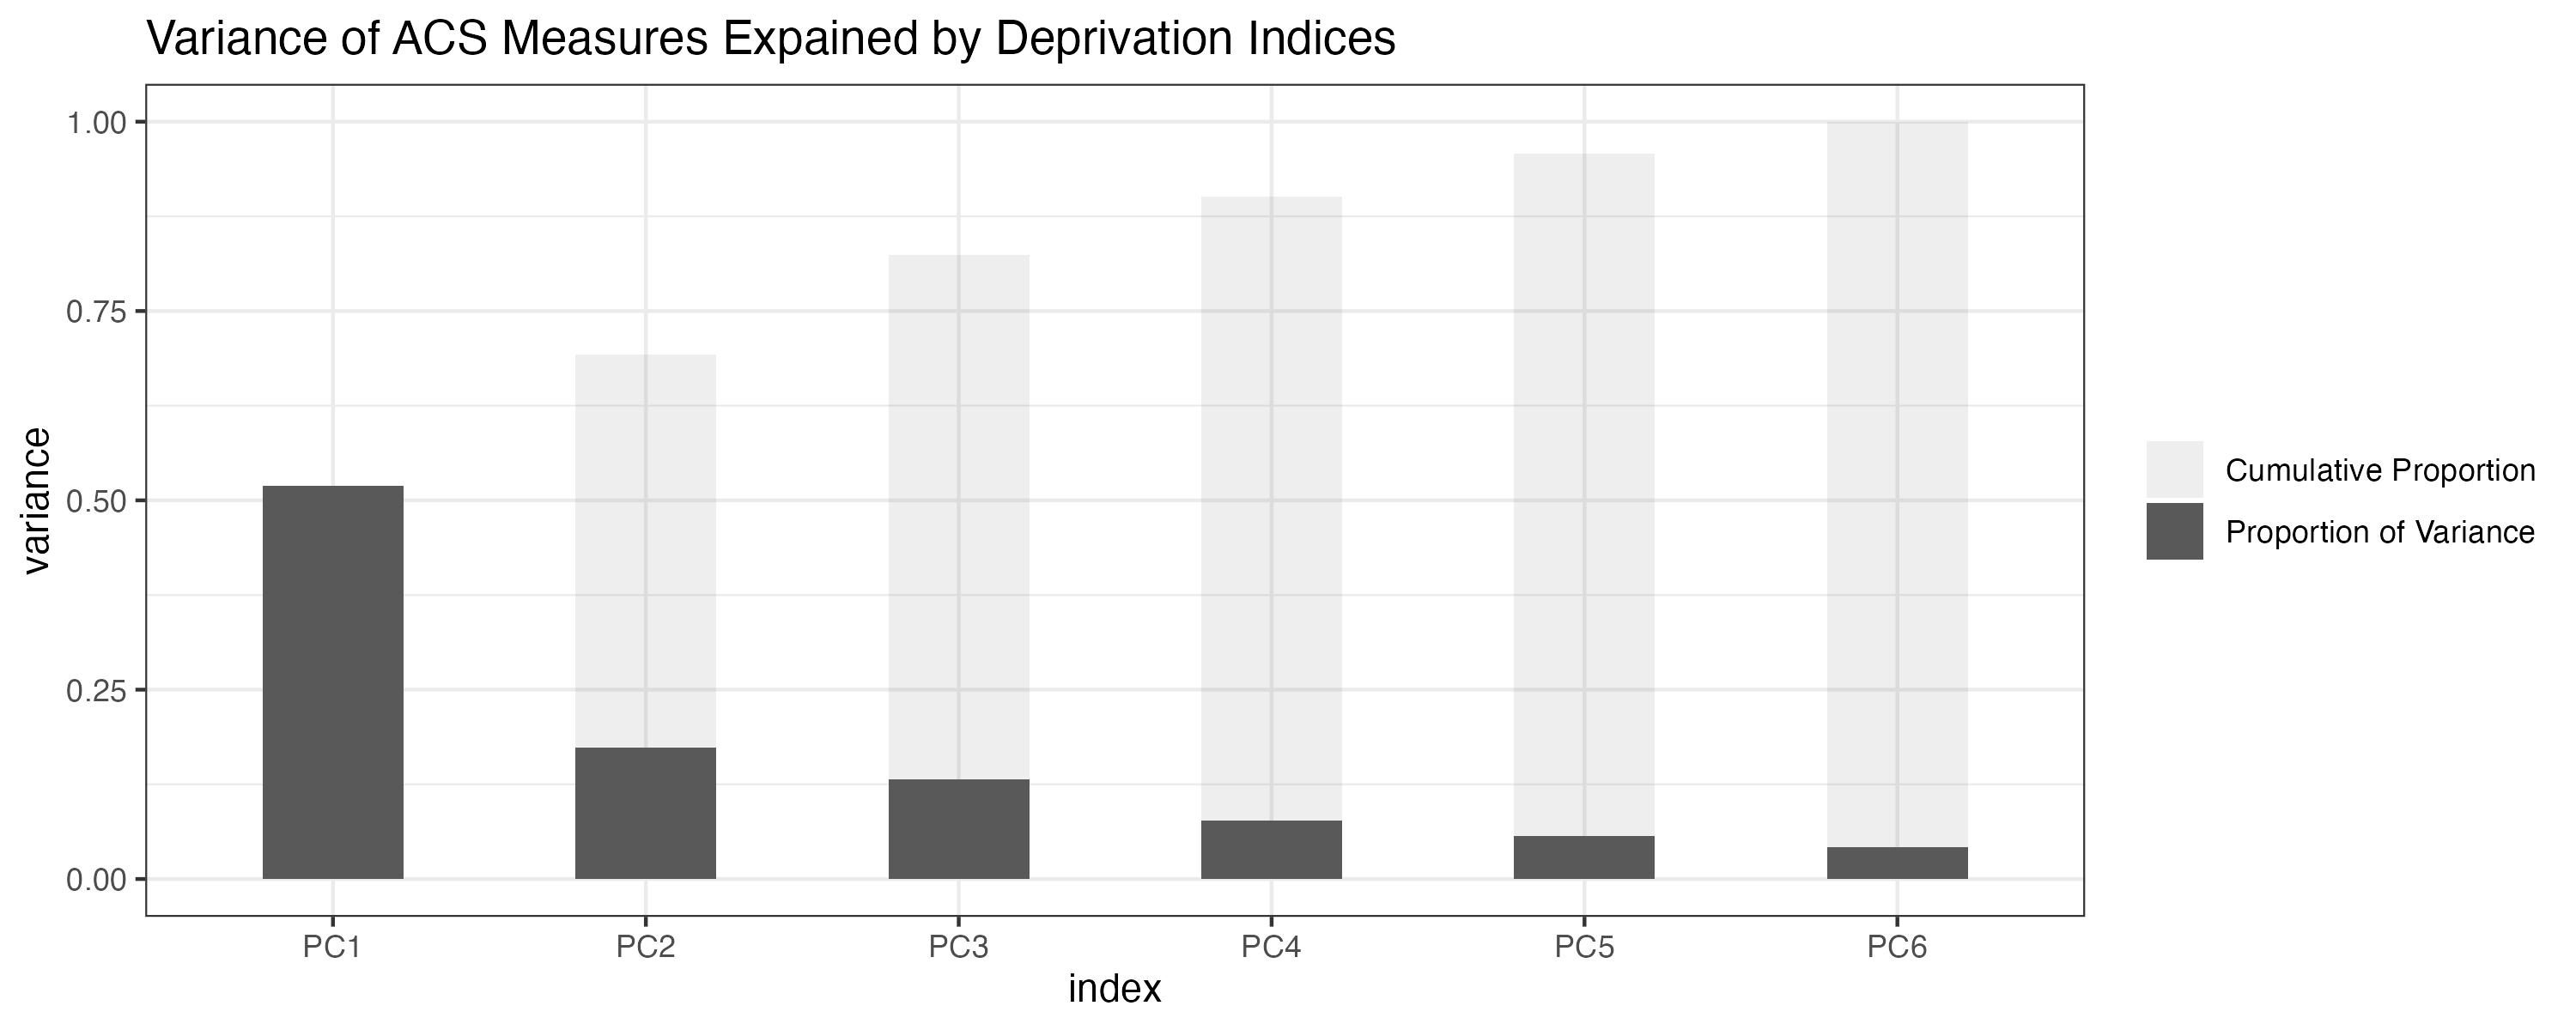 Variance of ACS Measures Expained by Deprivation Indices
1.00
0.75
0.50
0.25
0.00
variance
PC1 PC2 PC3 PC4 PC5 PC6
index
Cumulative Proportion
Proportion of Variance